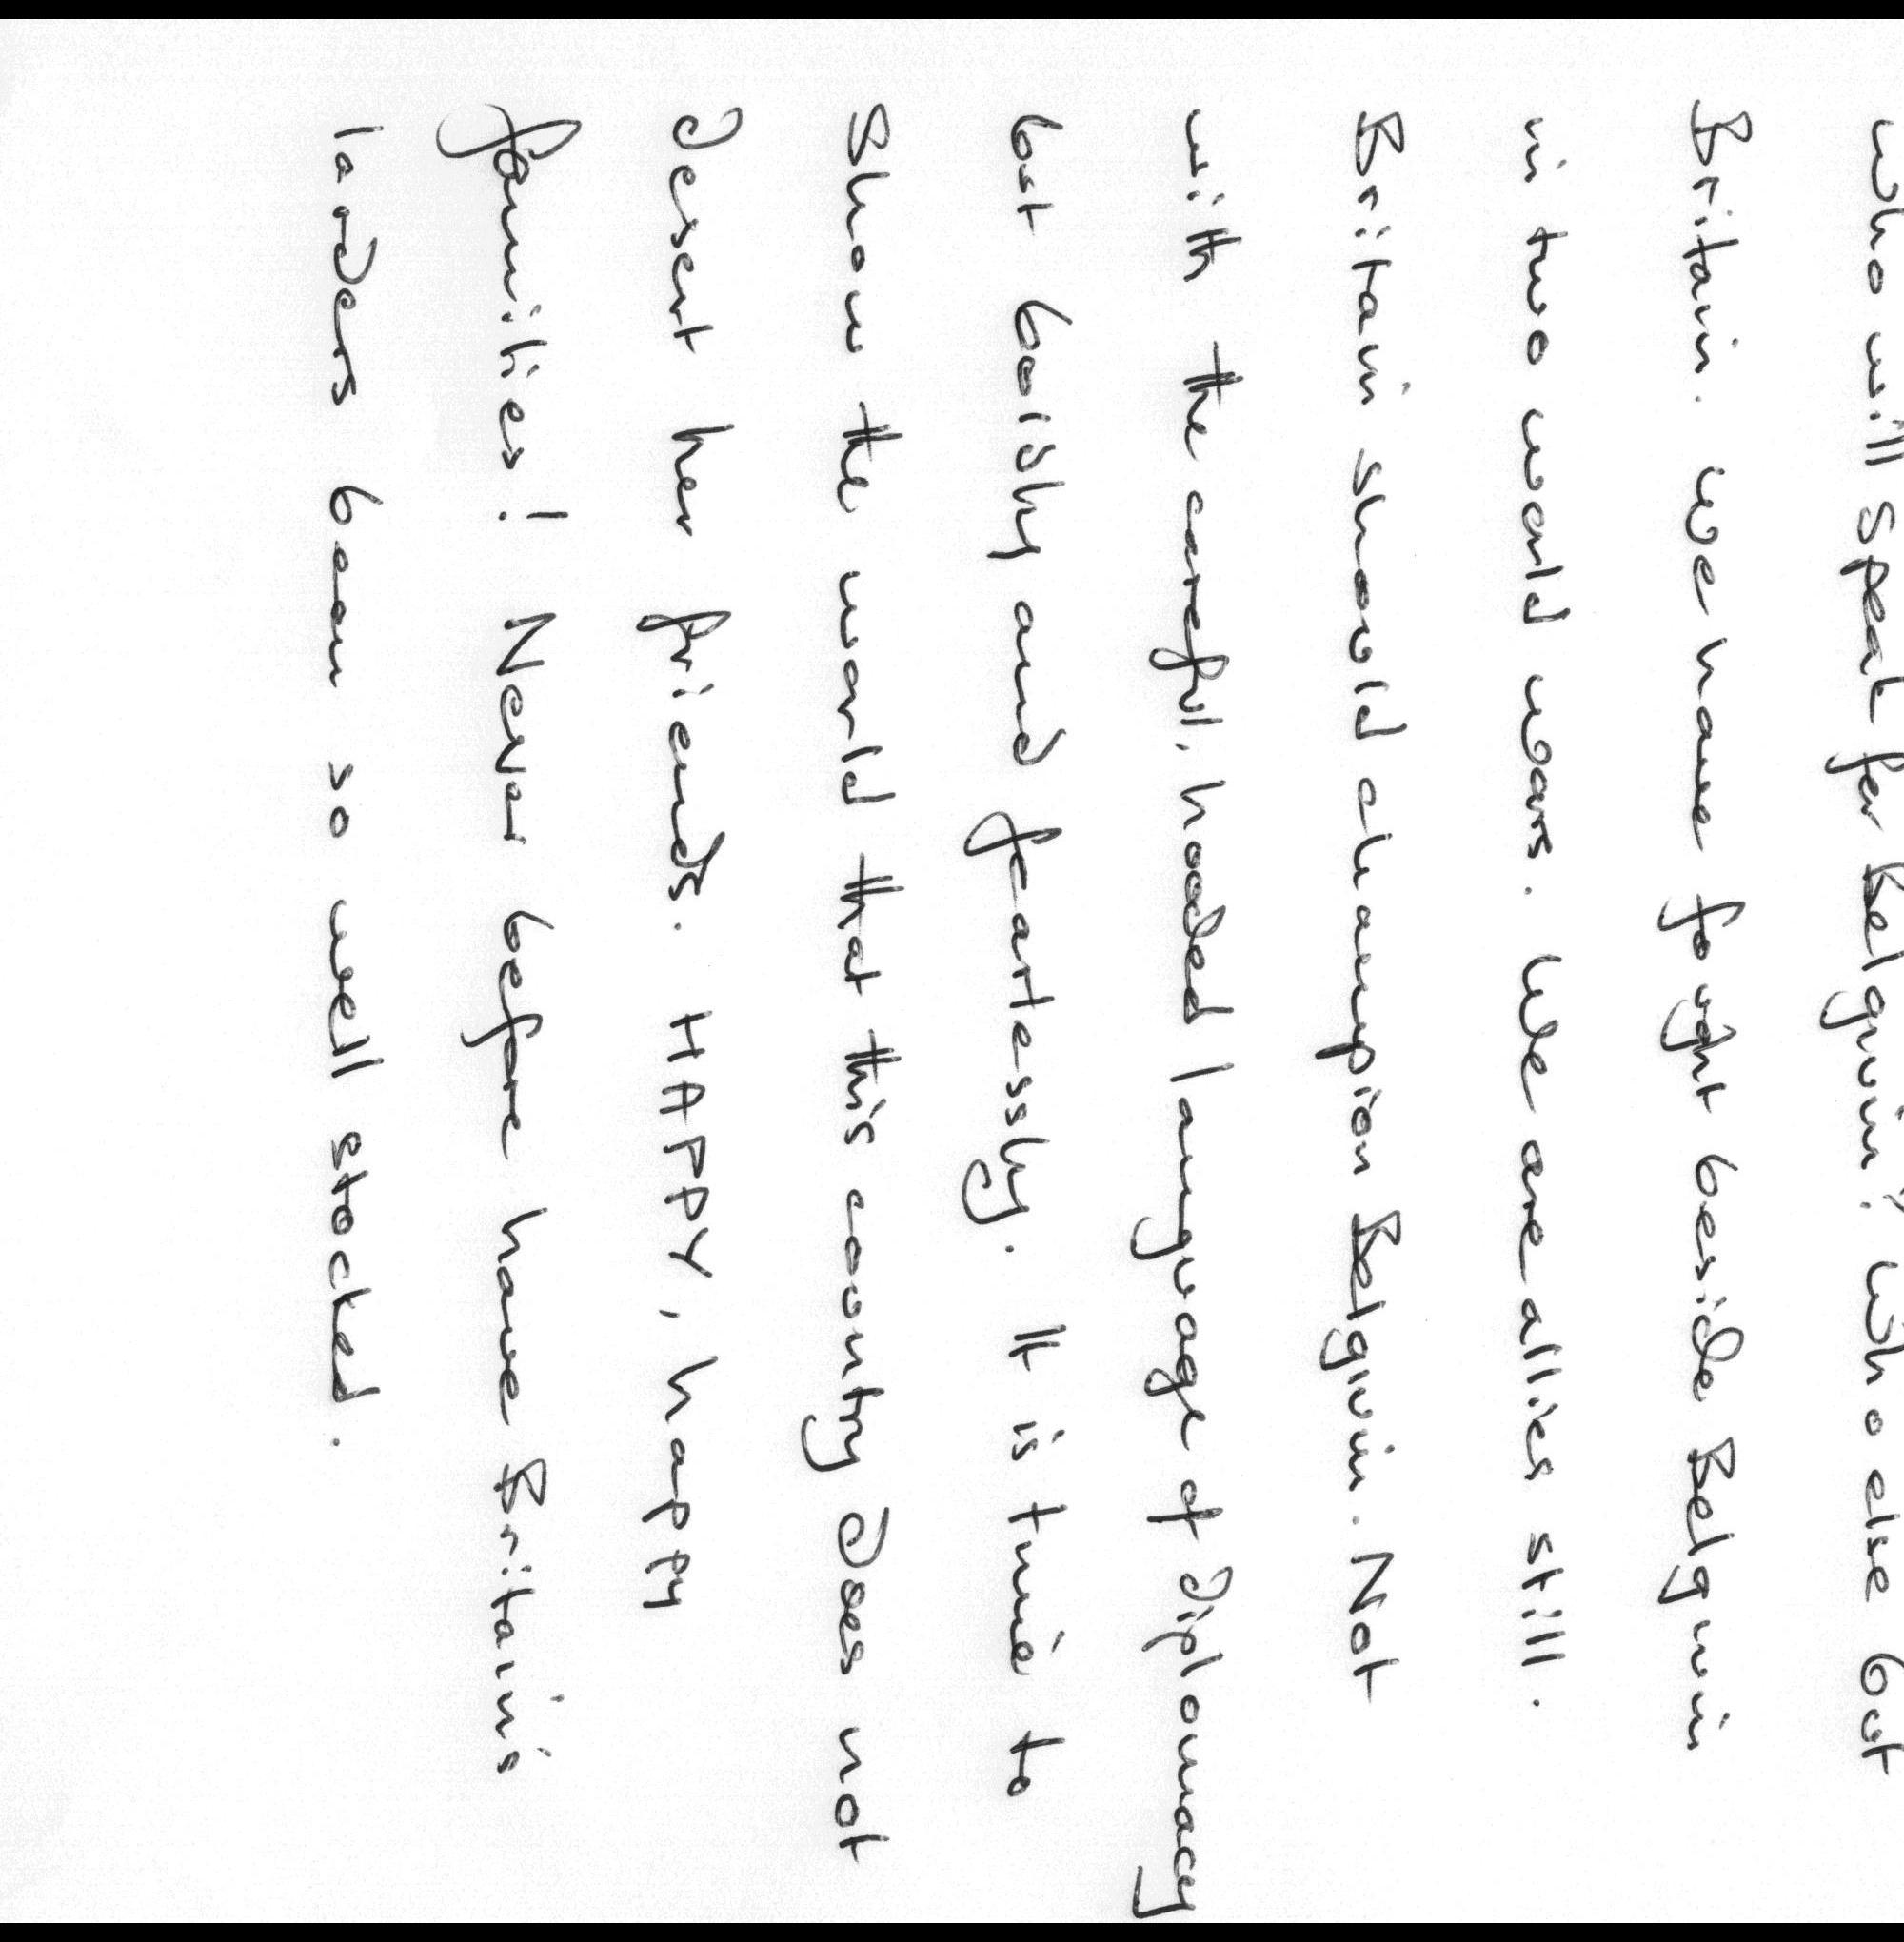 Who will speak for Belguim? Who else but
Britain. We have fought beside Belguim
in two world wars. We are allies still.
Britain should champion Belguim. Not
with the careful, hooded language of diplomacy
but boldly and fearlessly. It is time to
Show the world that this country does not
desert her friends. HAPPY, happy
families! Never before have Britain's
larders been so well stocked.